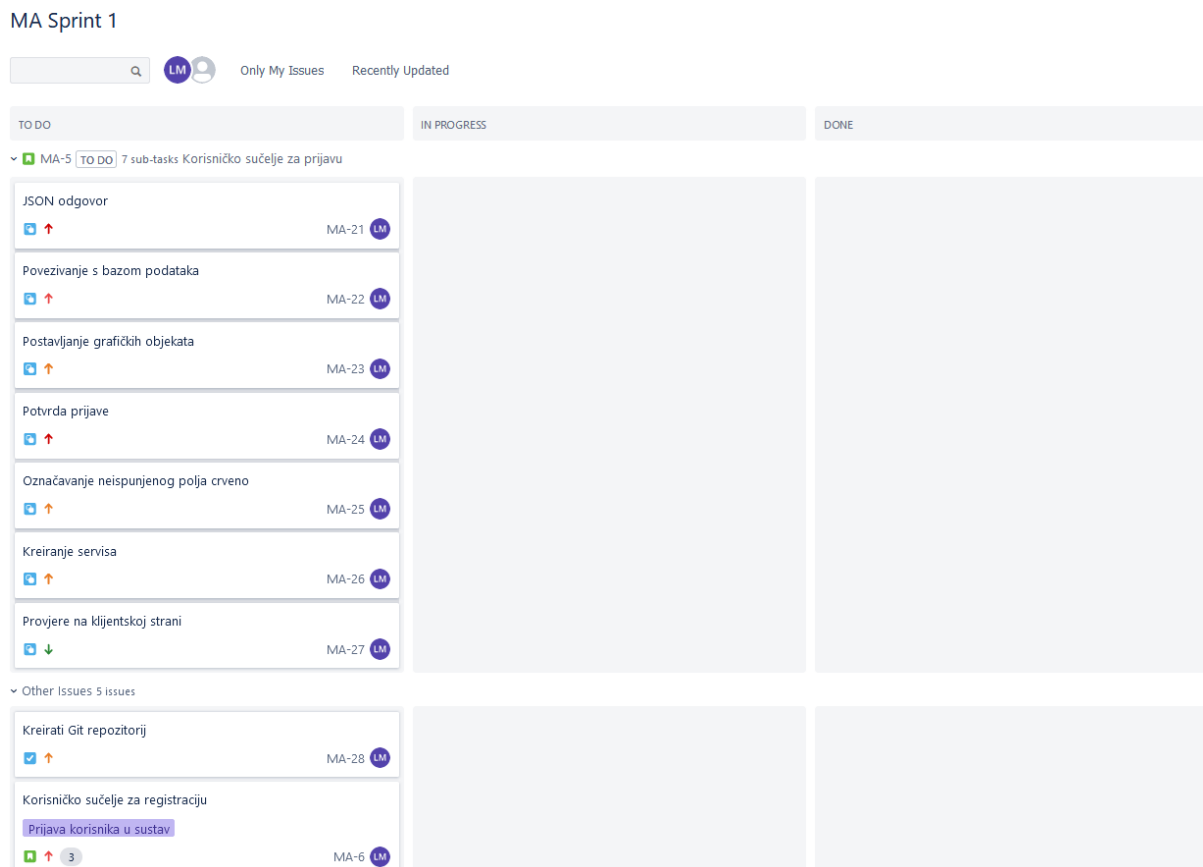 MA Sprint 1
LM Only My Issues Recently Updated
TO DO IN PROGRESS DONE
MA-5 TO DO 7 sub-tasks Korisničko sučelje za prijavu
JSON odgovor
MA-21 LM
Povezivanje s bazom podataka
MA-22 LM
Postavljanje grafičkih objekata
MA-23 LM
Potvrda prijave
MA-24 LM
Označavanje neispunjenog polja crveno
MA-25 LM
Kreiranje servisa
MA-26 LM
Provjere na klijentskoj strani
MA-27 LM
Other Issues 5 issues
Kreirati Git repozitorij
MA-28 LM
Korisničko sučelje za registraciju
Prijava korisnika u sustav
3 MA-6 LM